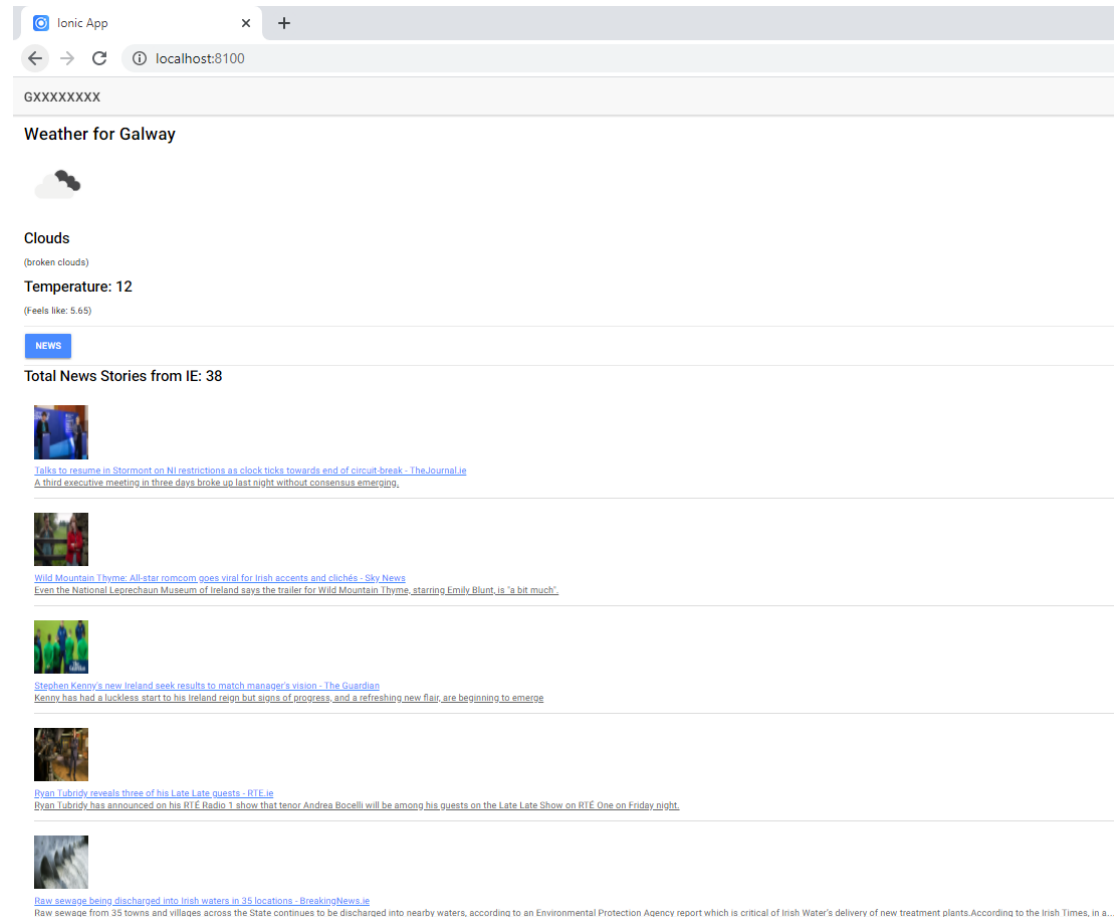 Ionic App
localhost:8100
GXXXXXXXX
Weather for Galway
Clouds
(broken clouds)
Temperature: 12
(Feels like: 5.65)
NEWS
Total News Stories from IE: 38
Talks to resume in Stormont on NI restrictions as clock ticks towards end of circuit-break - TheJournal.ie
A third executive meeting in three days broke up last night without consensus emerging.
Wild Mountain Thyme: All-star romcom goes viral for Irish accents and clichés - Sky News
Even the National Leprechaun Museum of Ireland says the trailer for Wild Mountain Thyme, starring Emily Blunt, is "a bit much".
Stephen Kenny's new Ireland seek results to match manager's vision - The Guardian
Kenny has had a luckless start to his Ireland reign but signs of progress, and a refreshing new flair, are beginning to emerge
Ryan Tubridy reveals three of his Late Late guests - RTE.ie
Ryan Tubridy has announced on his RTÉ Radio 1 show that tenor Andrea Bocelli will be among his guests on the Late Late Show on RTÉ One on Friday night.
Raw sewage being discharged into Irish waters in 35 locations - BreakingNews.ie
Raw sewage from 35 towns and villages across the State continues to be discharged into nearby waters, according to an Environmental Protection Agency report which is critical of Irish Water's delivery of new treatment plants.According to the Irish Times, in a...